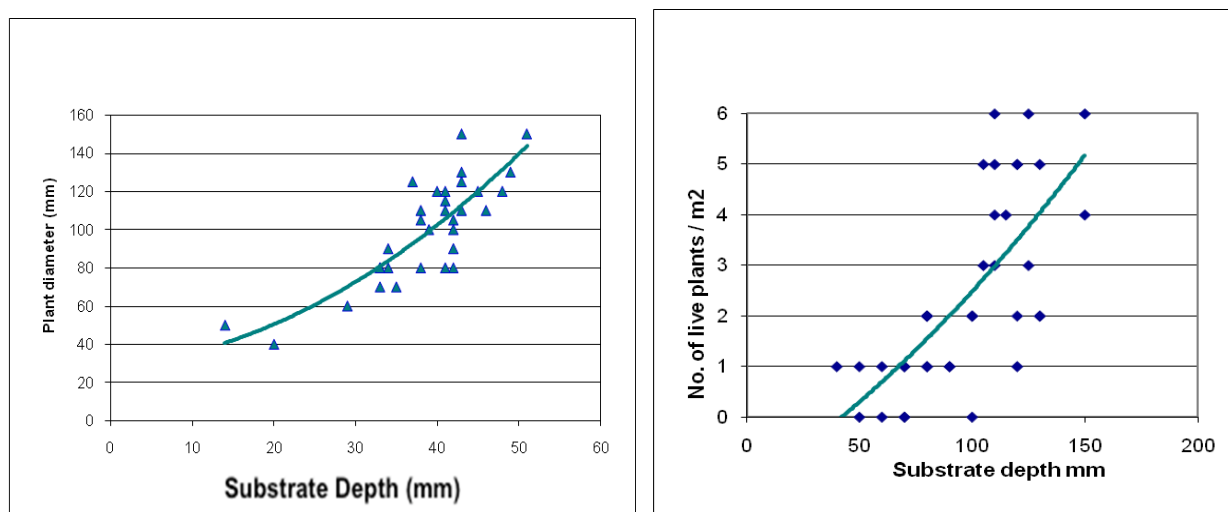 160
140
120
100
80
60
40
20
0
Plant diameter (mm)
0 10 20 30 40 50 60
Substrate Depth (mm)
6
5
4
3
2
1
0
No. of live plants / m2
0 50 100 150 200
Substrate depth mm